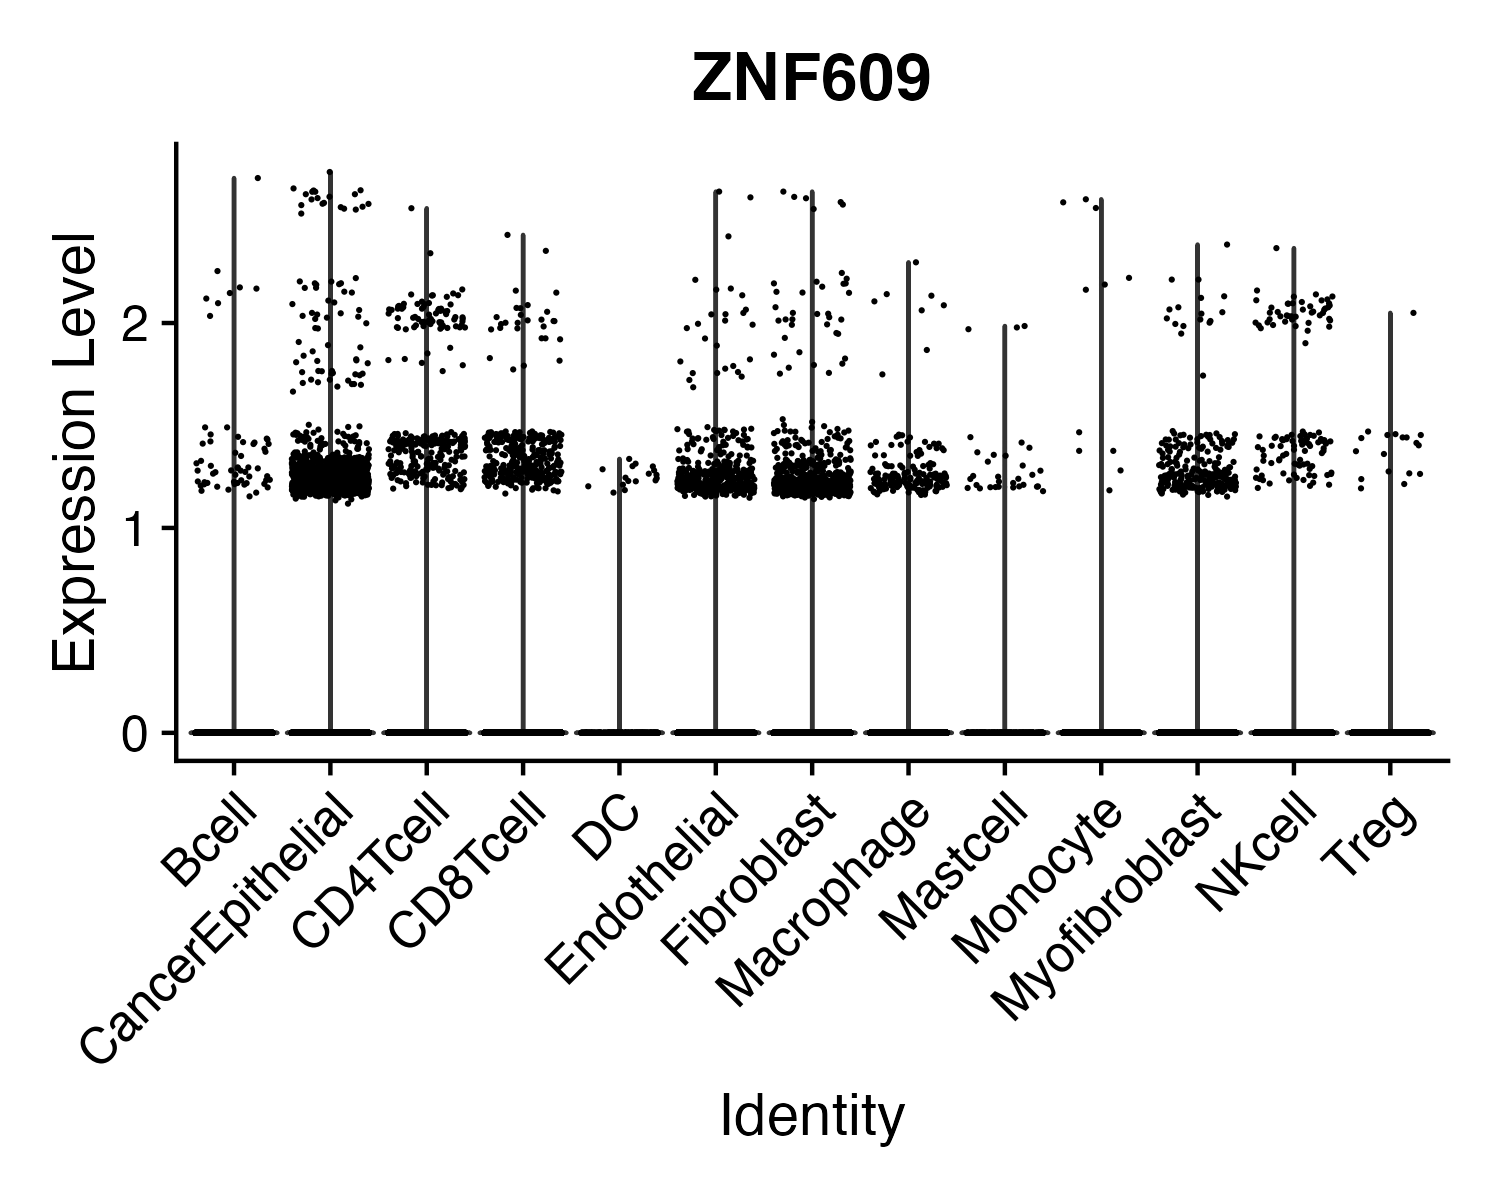 ZNF609
Expression Level
2
1
0
Bcell
CancerEpithelial
CD4Tcell
CD8Tcell
DC
Endothelial
Fibroblast
Macrophage
Mastcell
Monocyte
Myofibroblast
NKcell
Treg
Identity